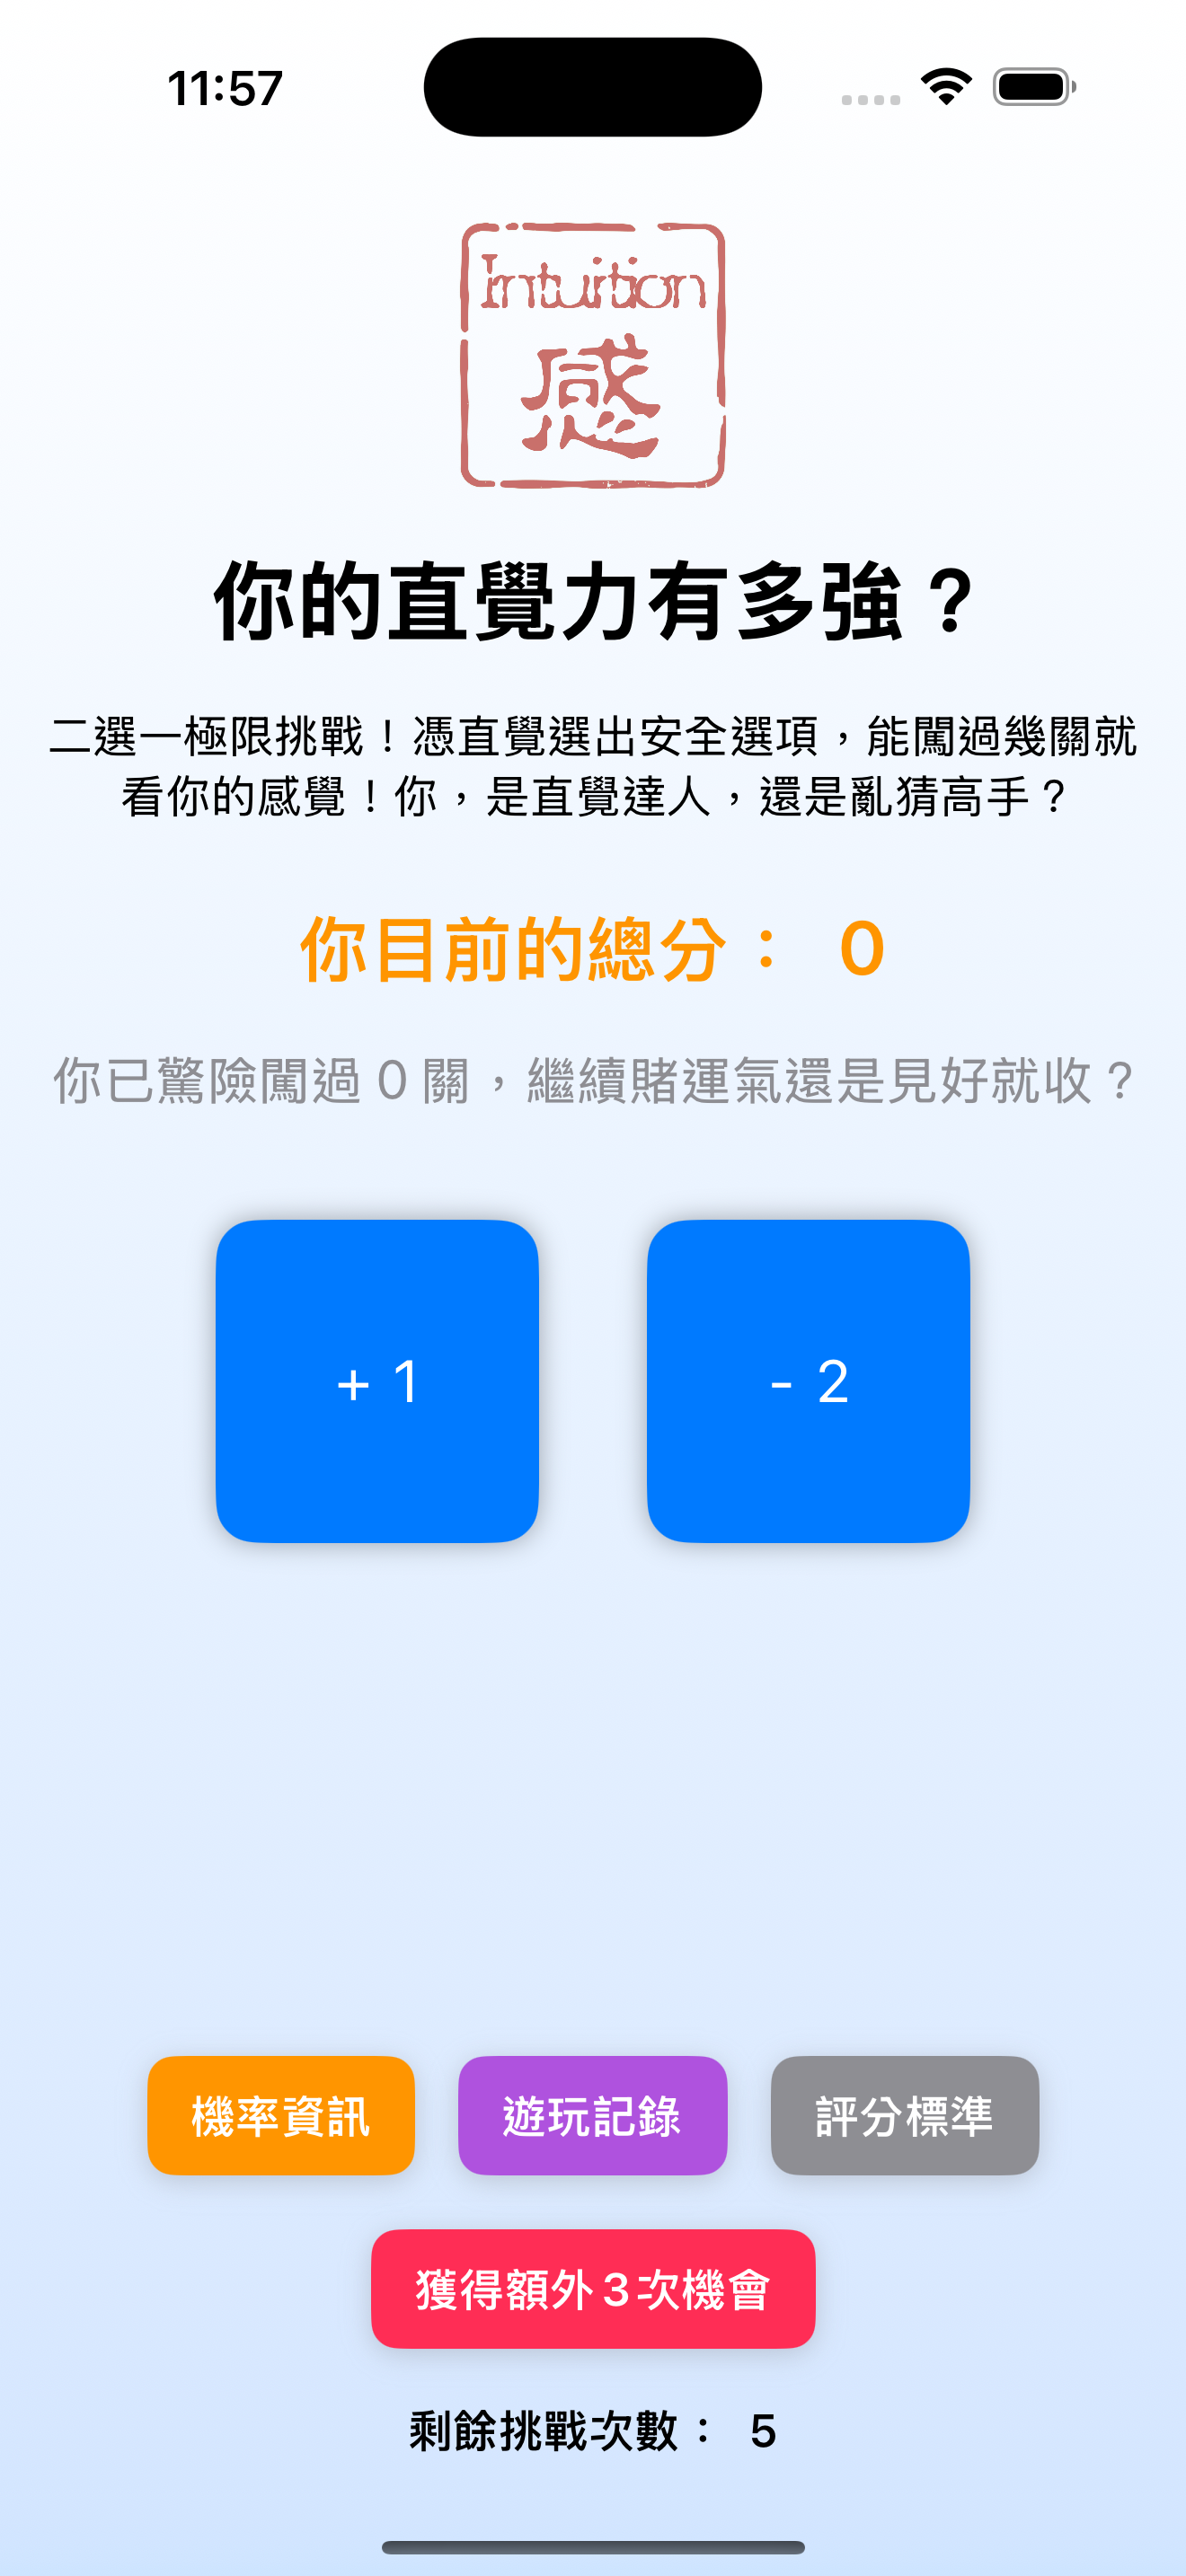 11:57
Intuition
感
你的直覺力有多強？
二選一極限挑戰！憑直覺選出安全選項，能闖過幾關就
看你的感覺！你，是直覺達人，還是亂猜高手？
你目前的總分： 0
你已驚險闖過 0 關，繼續賭運氣還是見好就收？
+ 1
- 2
機率資訊
遊玩記錄
評分標準
獲得額外 3 次機會
剩餘挑戰次數： 5